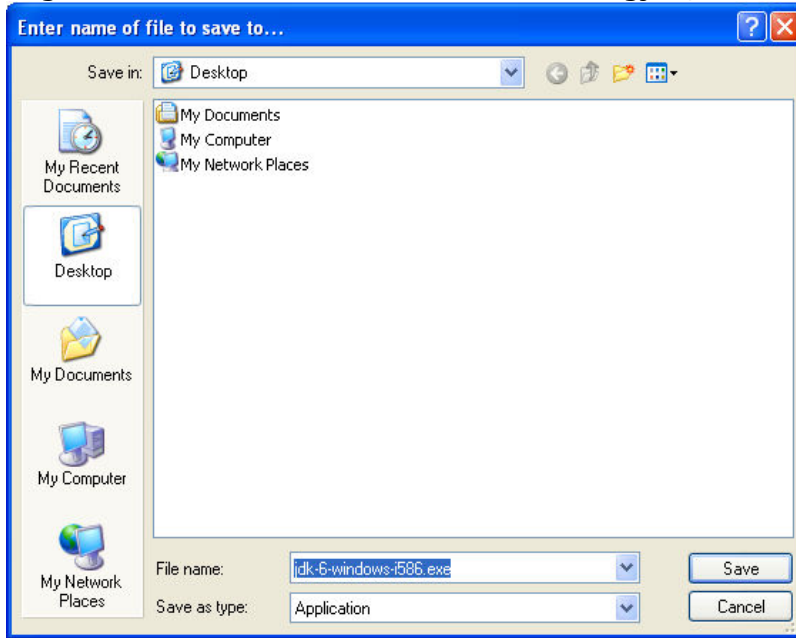 Enter name of file to save to...
Save in:
Desktop
My Documents
My Computer
My Network Places
My Recent
Documents
Desktop
My Documents
My Computer
My Network
Places
File name:
jdk-6-windows-i586.exe
Save
Save as type:
Application
Cancel